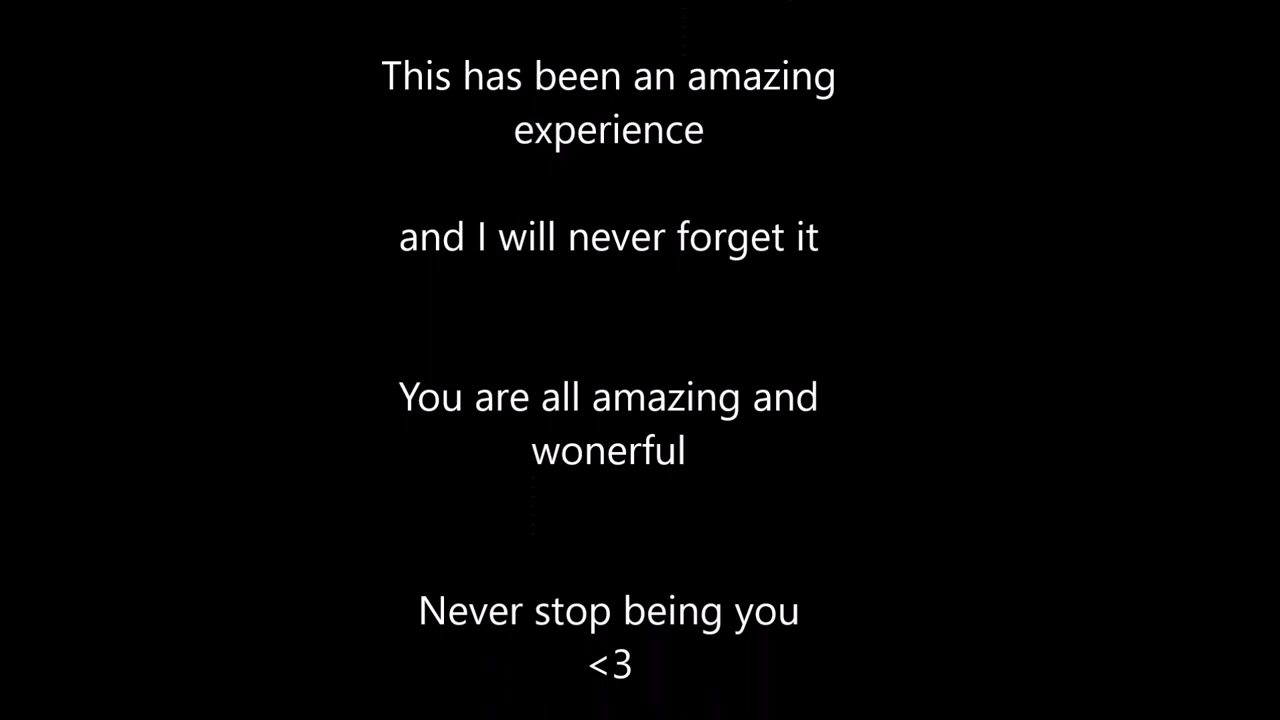 This has been an amazing
experience
and I will never forget it
You are all amazing and
wonerful
Never stop being you
<3